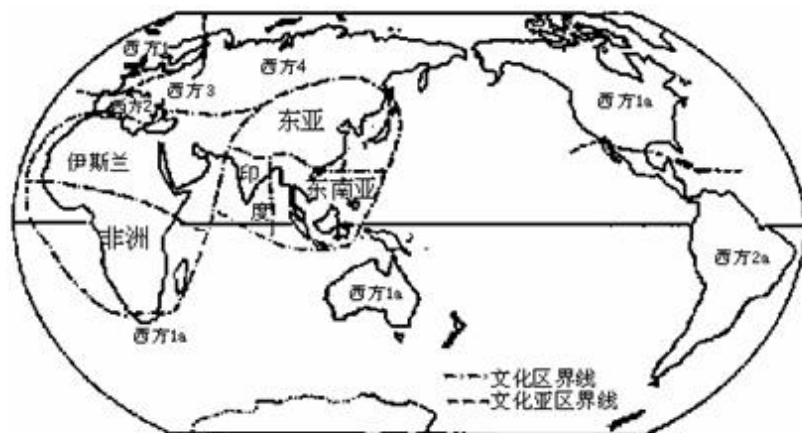 西方1
西方4
西方3
西方2
西方1a
东亚
伊斯兰
印
度
东南亚
非洲
西方2a
西方1a
西方1a
文化区界线
文化亚区界线